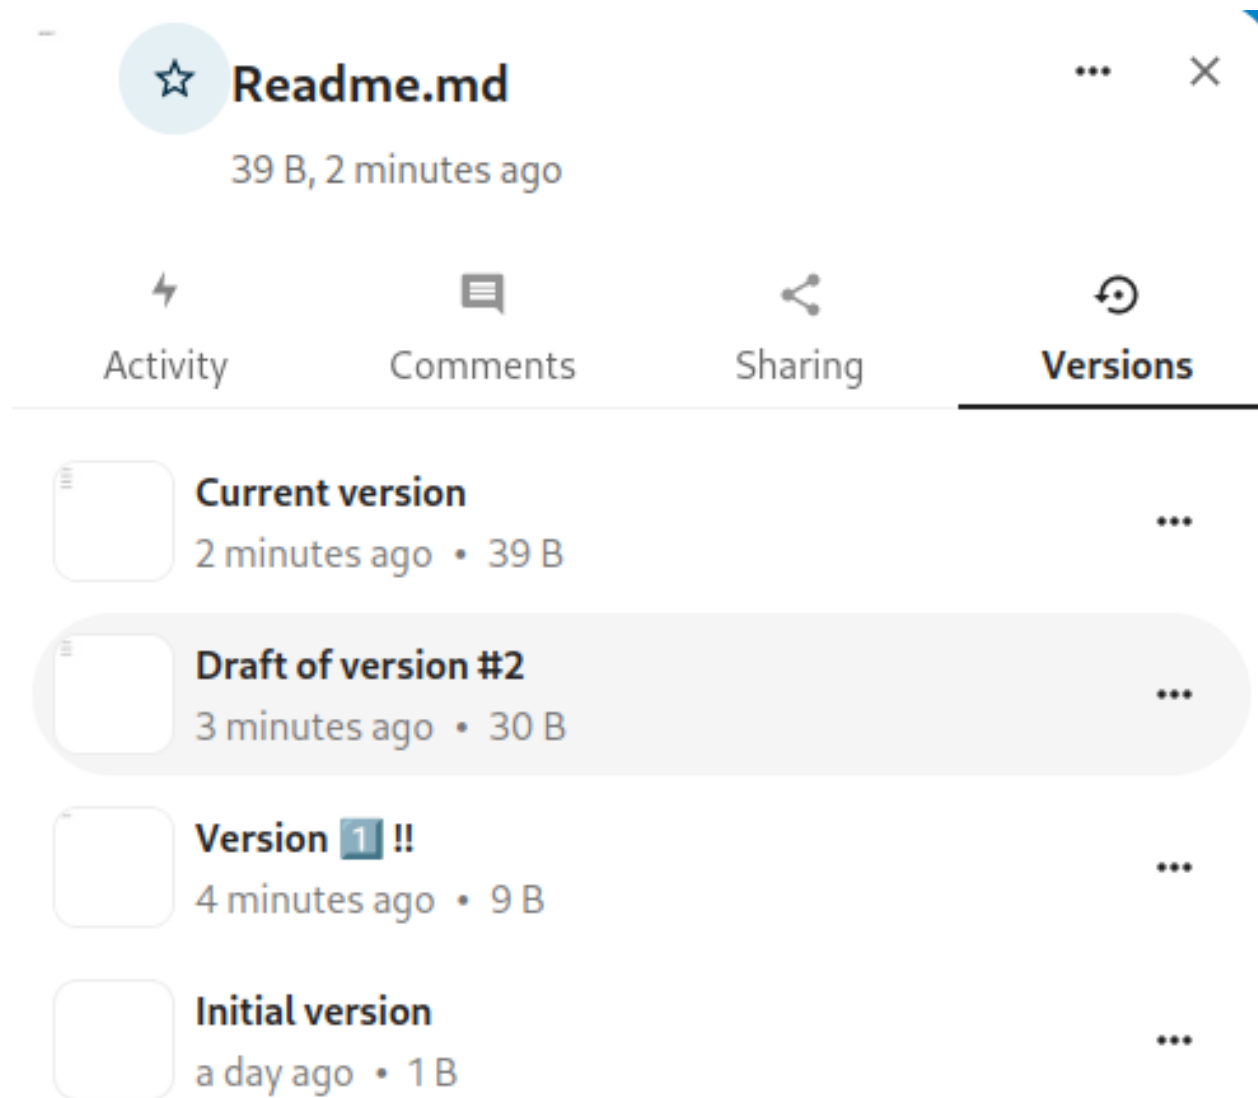 Readme.md
39 B, 2 minutes ago
Activity
Comments
Sharing
Versions
Current version
2 minutes ago • 39 B
Draft of version #2
3 minutes ago • 30 B
Version 1️⃣ !!
4 minutes ago • 9 B
Initial version
a day ago • 1 B